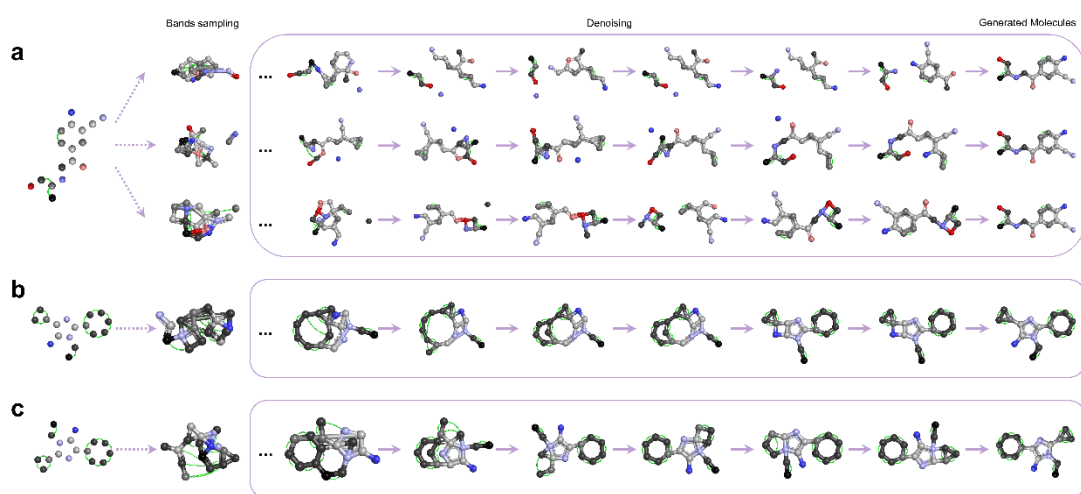 Bands sampling
Denoising
Generated Molecules
a
...
...
...
b
...
c
...